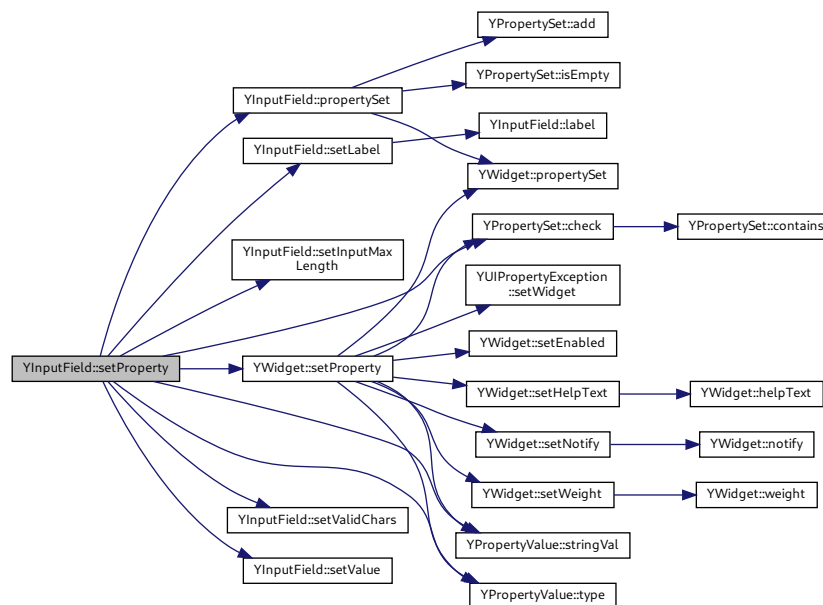 YPropertySet::add
YPropertySet::isEmpty
YInputField::propertySet
YInputField::label
YInputField::setLabel
YWidget::propertySet
YPropertySet::check
YPropertySet::contains
YInputField::setInputMax
Length
YUIPropertyException
::setWidget
YWidget::setEnabled
YInputField::setProperty
YWidget::setProperty
YWidget::setHelpText
YWidget::helpText
YWidget::setNotify
YWidget::notify
YWidget::setWeight
YWidget::weight
YInputField::setValidChars
YPropertyValue::stringVal
YInputField::setValue
YPropertyValue::type